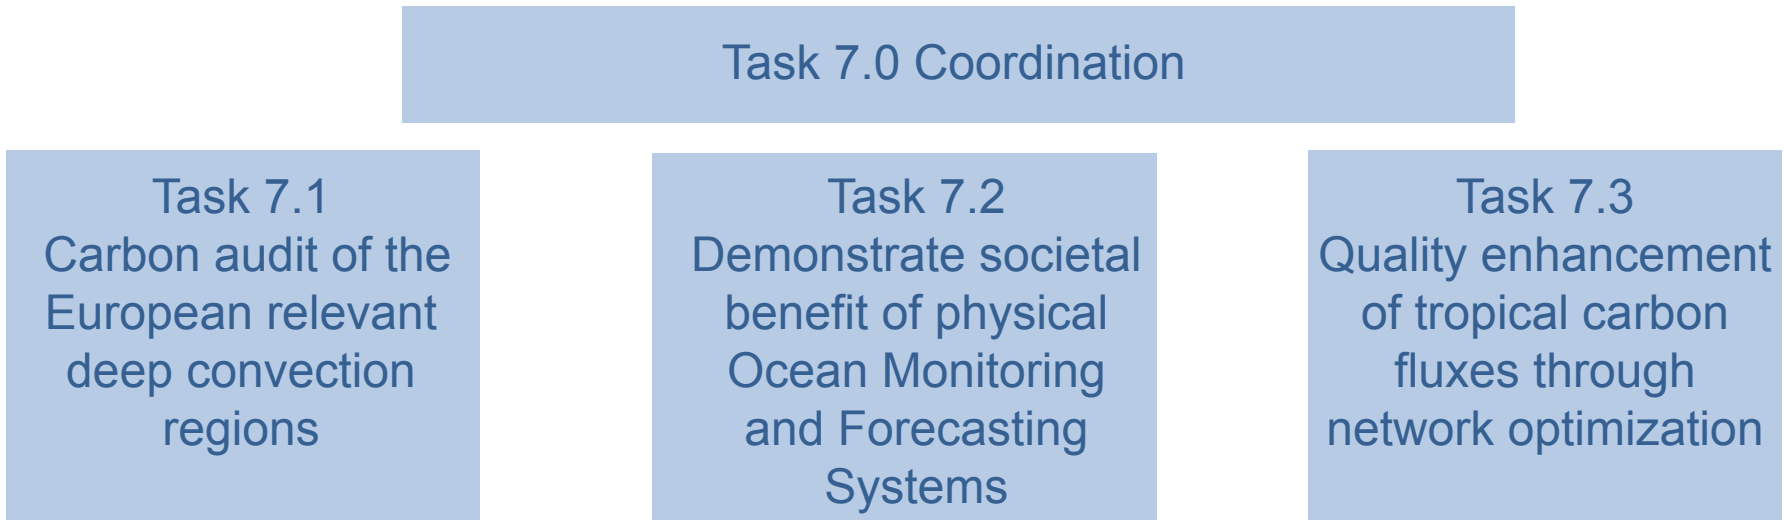 Task 7.0 Coordination
Task 7.1
Carbon audit of the
European relevant
deep convection
regions
Task 7.2
Demonstrate societal
benefit of physical
Ocean Monitoring
and Forecasting
Systems
Task 7.3
Quality enhancement
of tropical carbon
fluxes through
network optimization